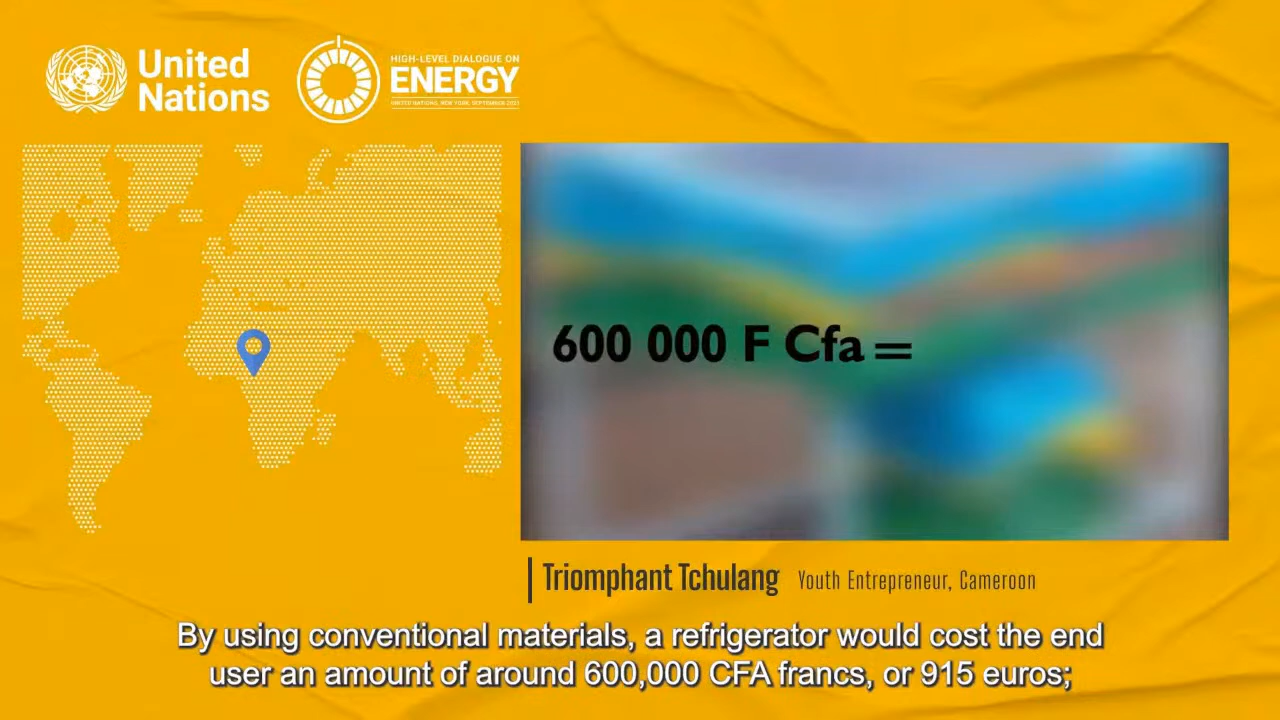 United
Nations
HIGH-LEVEL DIALOGUE ON
ENERGY
UNITED NATIONS, NEW YORK, SEPTEMBER 2021
600 000 F Cfa =
Triomphant Tchulang Youth Entrepreneur, Cameroon
By using conventional materials, a refrigerator would cost the end
user an amount of around 600,000 CFA francs, or 915 euros;